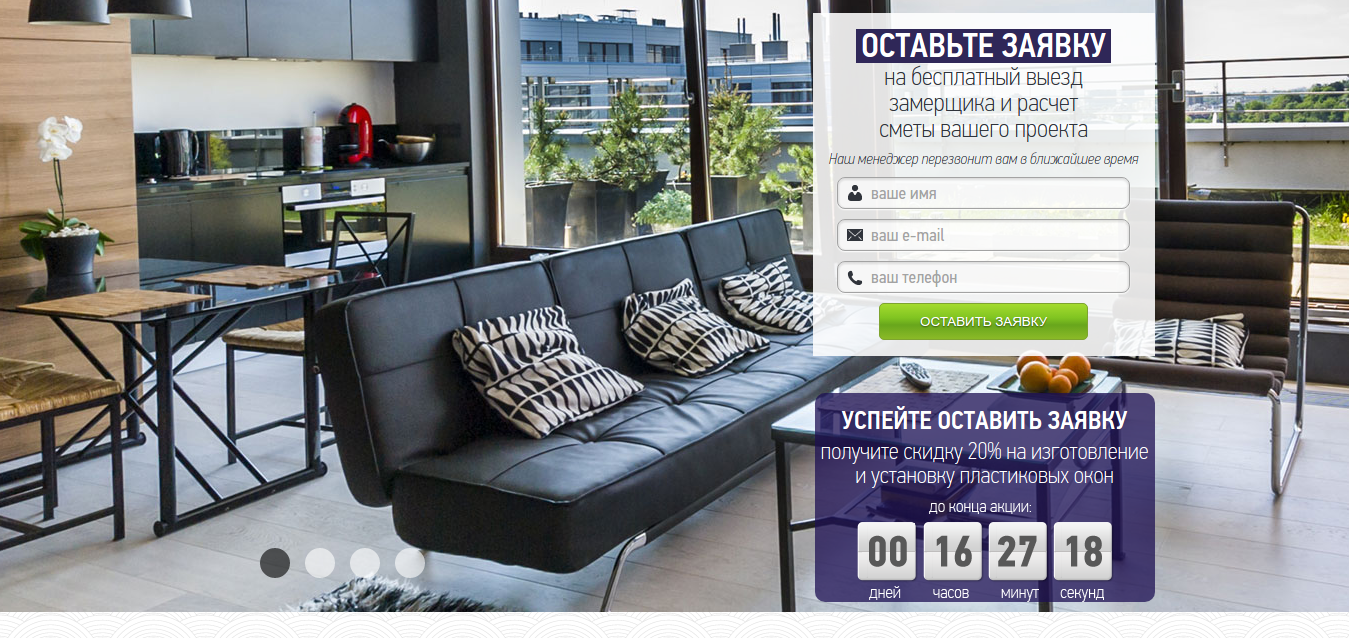 ОСТАВЬТЕ ЗАЯВКУ
на бесплатный выезд
замерщика и расчет
сметы вашего проекта
Наш менеджер перезвонит вам в ближайшее время
ваше имя
ваш e-mail
ваш телефон
ОСТАВИТЬ ЗАЯВКУ
УСПЕЙТЕ ОСТАВИТЬ ЗАЯВКУ
получите скидку 20% на изготовление
и установку пластиковых окон
до конца акции:
00 16 27 18
дней часов минут секунд